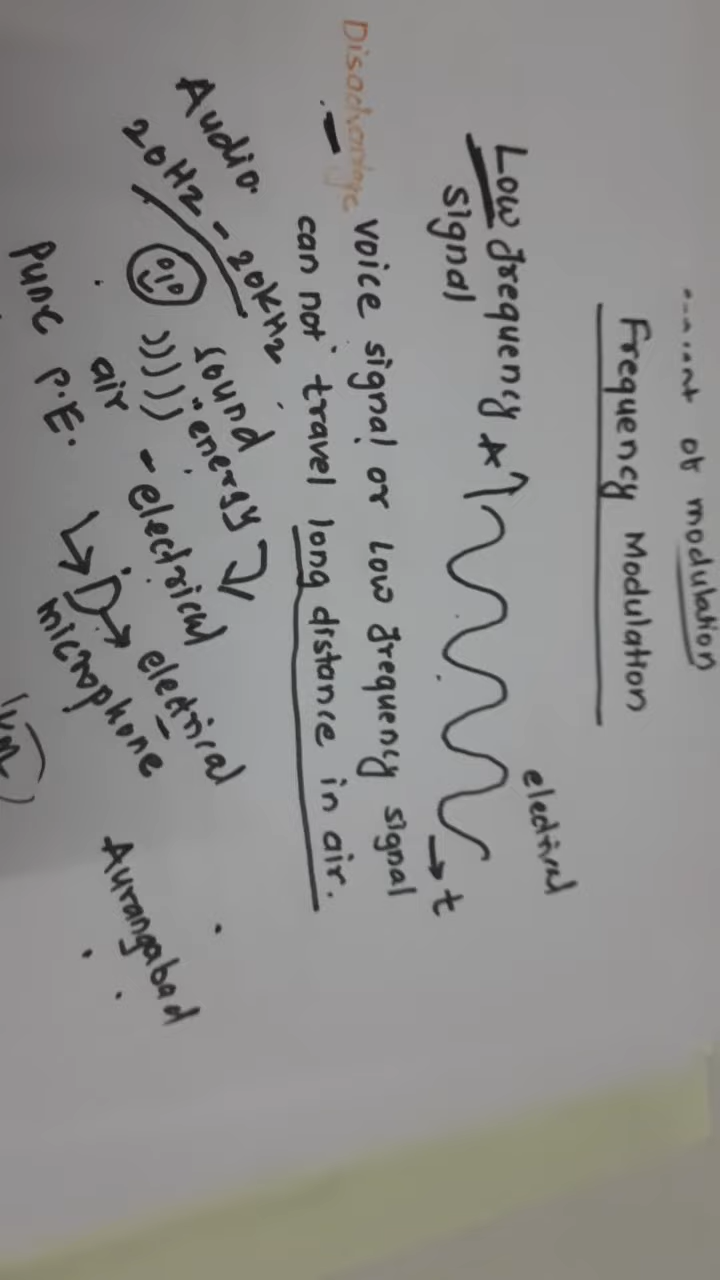 of modulation
Frequency Modulation
electrical
Low frequency A
signal
→ t
Disadvantage
voice signal or Low frequency signal
can not travel long distance in air.
Audio
20Hz - 20KHz
sound
energy
air - electrical
electrical
microphone
Pune P.E.
Aurangabad